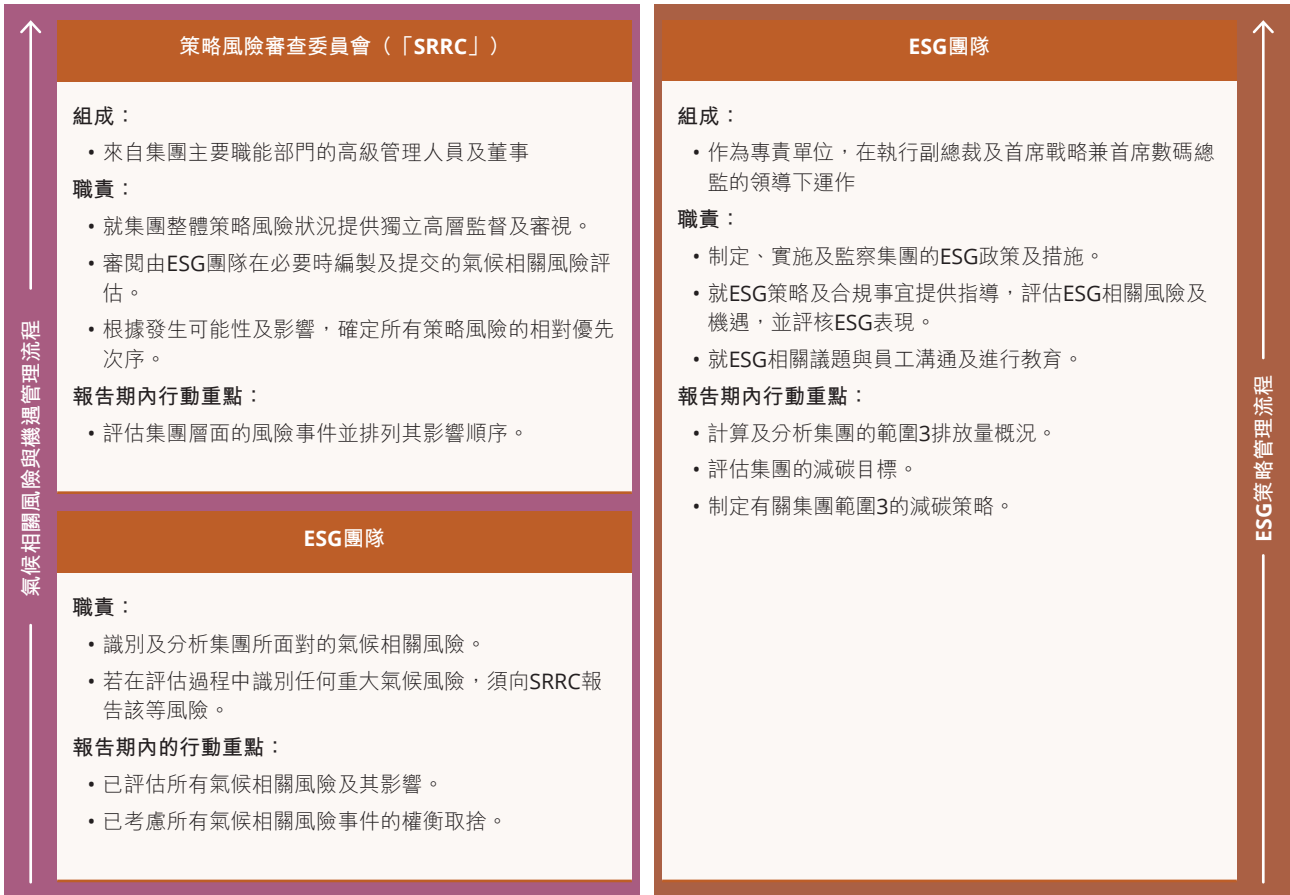 氣候相關風險與機遇管理流程
策略風險審查委員會（「SRRC」）
組成：
• 來自集團主要職能部門的高級管理人員及董事
職責：
• 就集團整體策略風險狀況提供獨立高層監督及審視。
• 審閱由ESG團隊在必要時編製及提交的氣候相關風險評
估。
• 根據發生可能性及影響，確定所有策略風險的相對優先
次序。
報告期內行動重點：
• 評估集團層面的風險事件並排列其影響順序。
ESG團隊
職責：
• 識別及分析集團所面對的氣候相關風險。
• 若在評估過程中識別任何重大氣候風險，須向SRRC報
告該等風險。
報告期內的行動重點：
• 已評估所有氣候相關風險及其影響。
• 已考慮所有氣候相關風險事件的權衡取捨。
ESG團隊
組成：
• 作為專責單位，在執行副總裁及首席戰略兼首席數碼總
監的領導下運作
職責：
• 制定、實施及監察集團的ESG政策及措施。
• 就ESG策略及合規事宜提供指導，評估ESG相關風險及
機遇，並評核ESG表現。
• 就ESG相關議題與員工溝通及進行教育。
報告期內行動重點：
• 計算及分析集團的範圍3排放量概況。
• 評估集團的減碳目標。
• 制定有關集團範圍3的減碳策略。
ESG策略管理流程